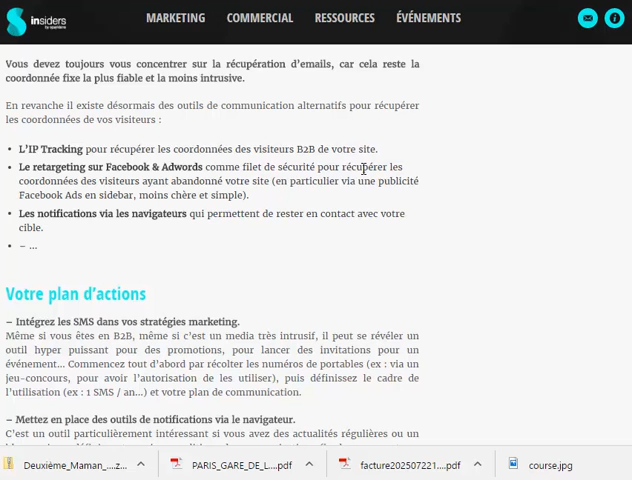 insiders
MARKETING COMMERCIAL RESSOURCES ÉVÉNEMENTS
Vous devez toujours vous concentrer sur la récupération d'emails, car cela reste la
coordonnée fixe la plus fiable et la moins intrusive.
En revanche il existe désormais des outils de communication alternatifs pour récupérer
les coordonnées de vos visiteurs :
• L'IP Tracking pour récupérer les coordonnées des visiteurs B2B de votre site.
• Le retargeting sur Facebook & Adwords comme filet de sécurité pour récupérer les
coordonnées des visiteurs ayant abandonné votre site (en particulier via une publicité
Facebook Ads en sidebar, moins chère et simple).
• Les notifications via les navigateurs qui permettent de rester en contact avec votre
cible.
• – ...
Votre plan d'actions
– Intégrez les SMS dans vos stratégies marketing.
Même si vous êtes en B2B, même si c'est un media très intrusif, il peut se révéler un
outil hyper puissant pour des promotions, pour lancer des invitations pour un
événement... Commencez tout d'abord par récolter les numéros de portables (ex : via un
jeu-concours, pour avoir l'autorisation de les utiliser), puis définissez le cadre de
l'utilisation (ex : 1 SMS / an...) et votre plan de communication.
– Mettez en place des outils de notifications via le navigateur.
C'est un outil particulièrement intéressant si vous avez des actualités régulières ou un
Deuxième_Maman_....z... PARIS_GARE_DE_L....pdf facture202507221....pdf course.jpg